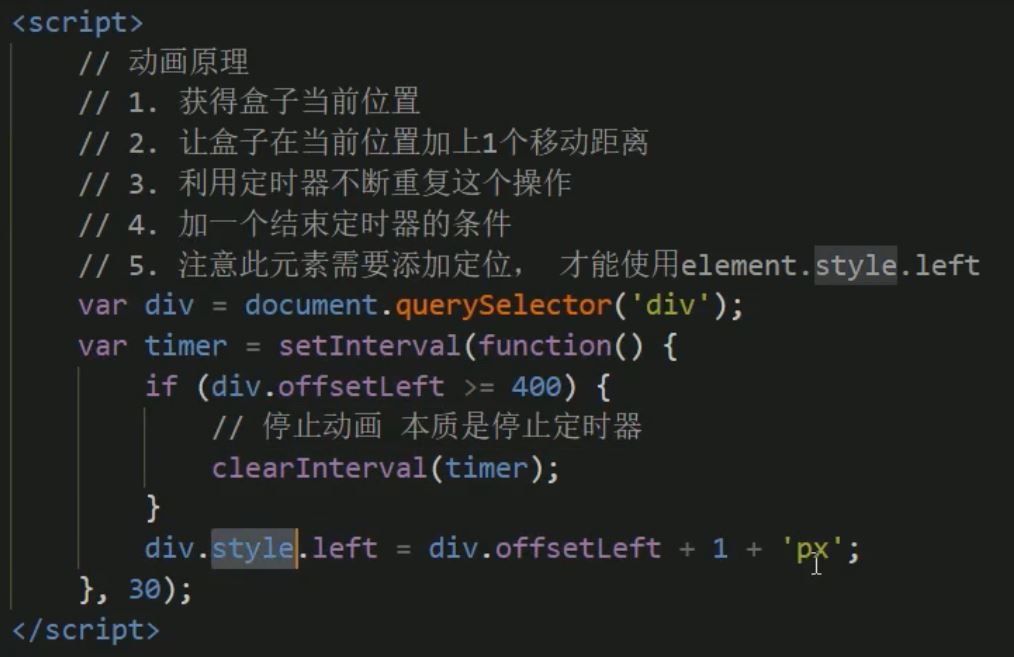 <script>
// 动画原理
// 1. 获得盒子当前位置
// 2. 让盒子在当前位置加上1个移动距离
// 3. 利用定时器不断重复这个操作
// 4. 加一个结束定时器的条件
// 5. 注意此元素需要添加定位， 才能使用element.style.left
var div = document.querySelector('div');
var timer = setInterval(function() {
if (div.offsetLeft >= 400) {
// 停止动画 本质是停止定时器
clearInterval(timer);
}
div.style.left = div.offsetLeft + 1 + 'px';
}, 30);
</script>